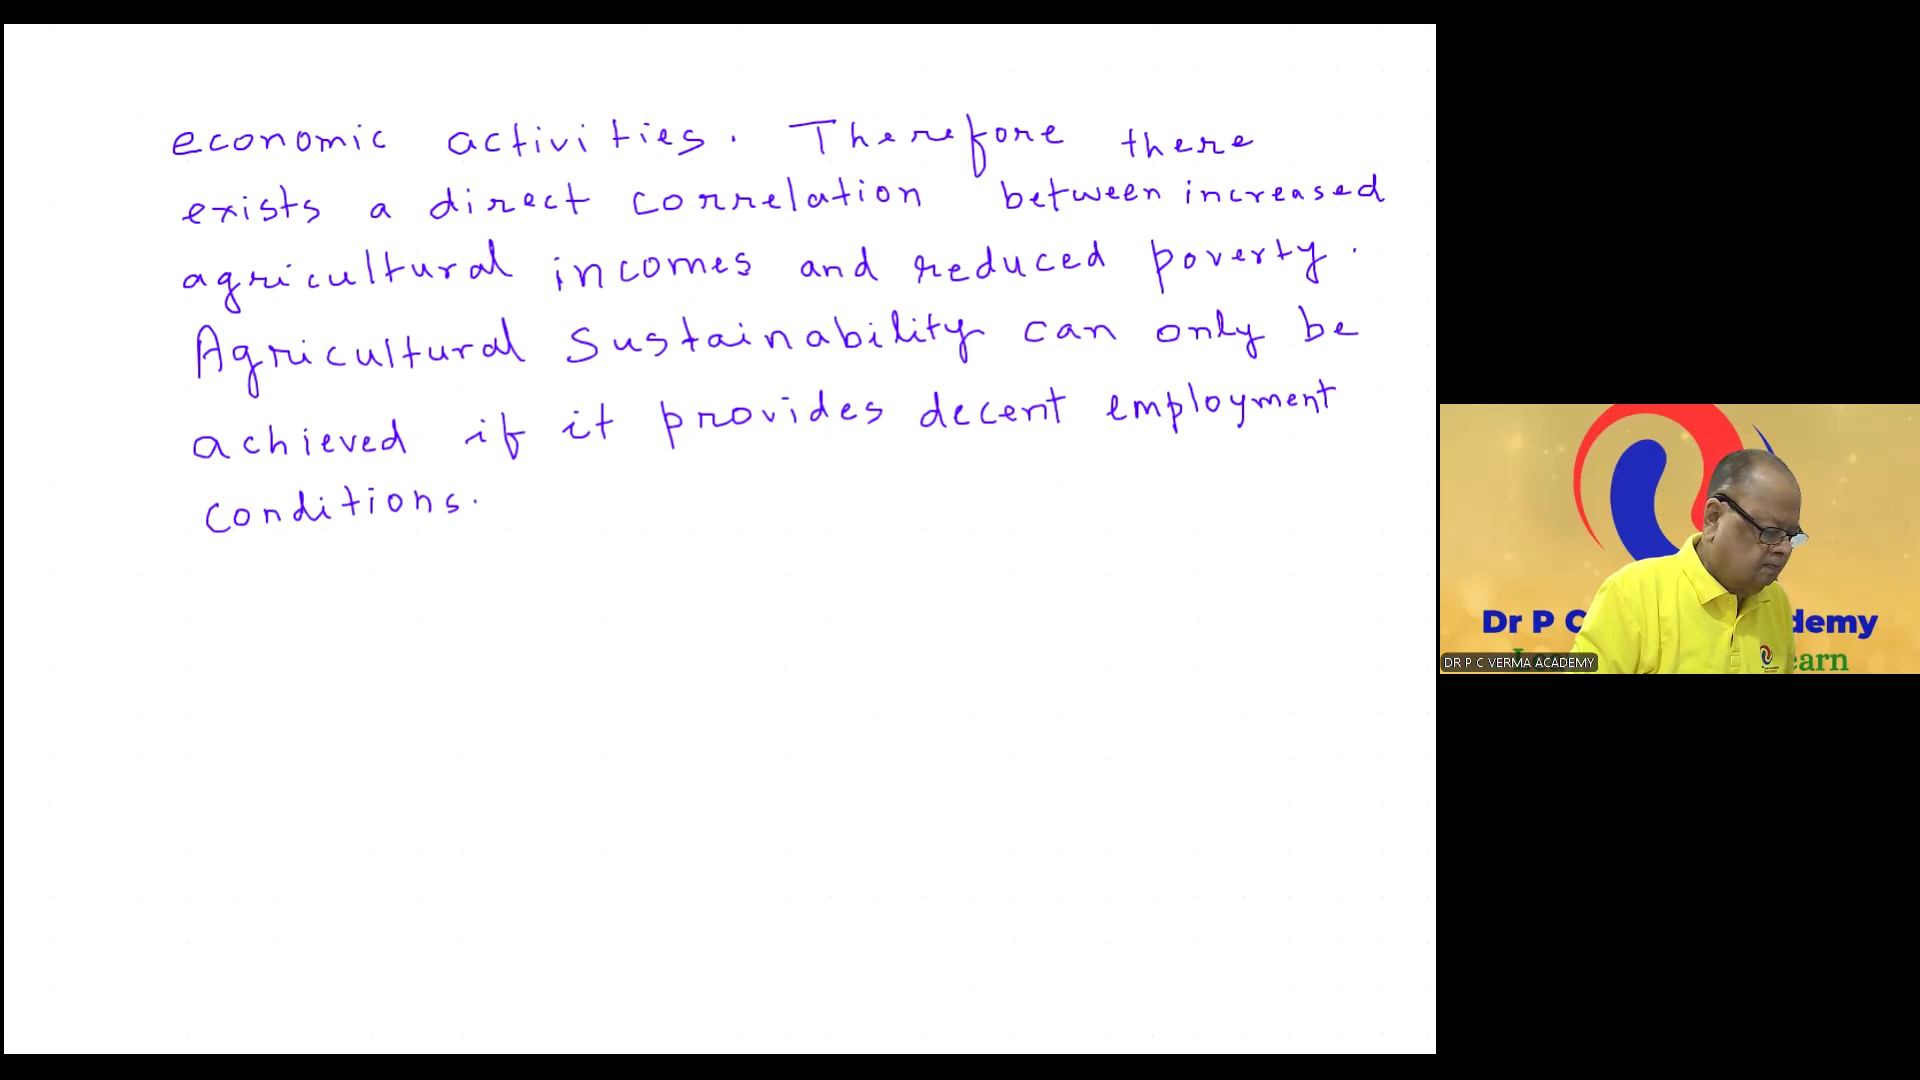 economic activities. Therefore there
exists a direct correlation between increased
agricultural incomes and reduced poverty.
Agricultural Sustainability can only be
achieved if it provides decent employment
conditions.
Dr P C demy
earn
DR P C VERMA ACADEMY